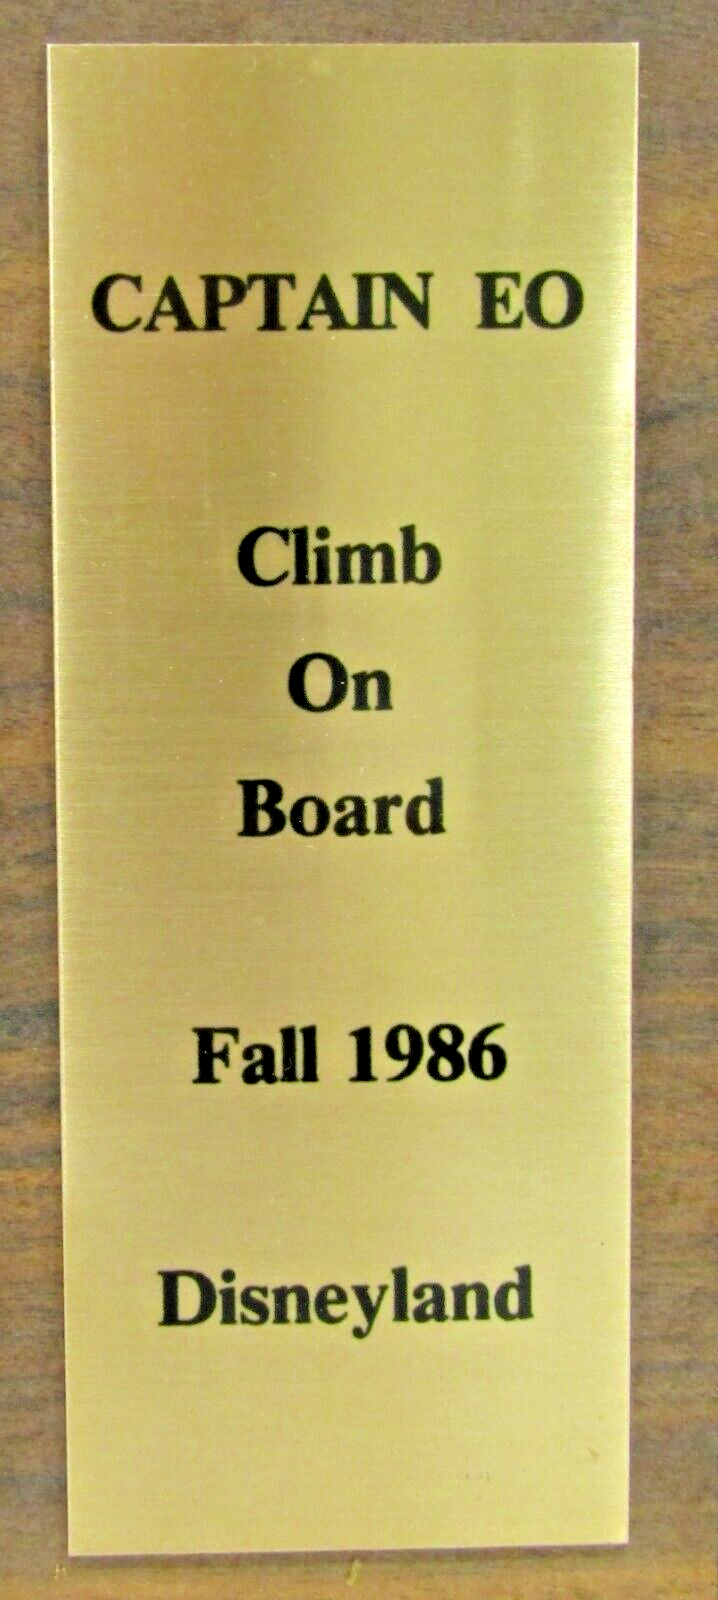 CAPTAIN EO
Climb
On
Board
Fall 1986
Disneyland